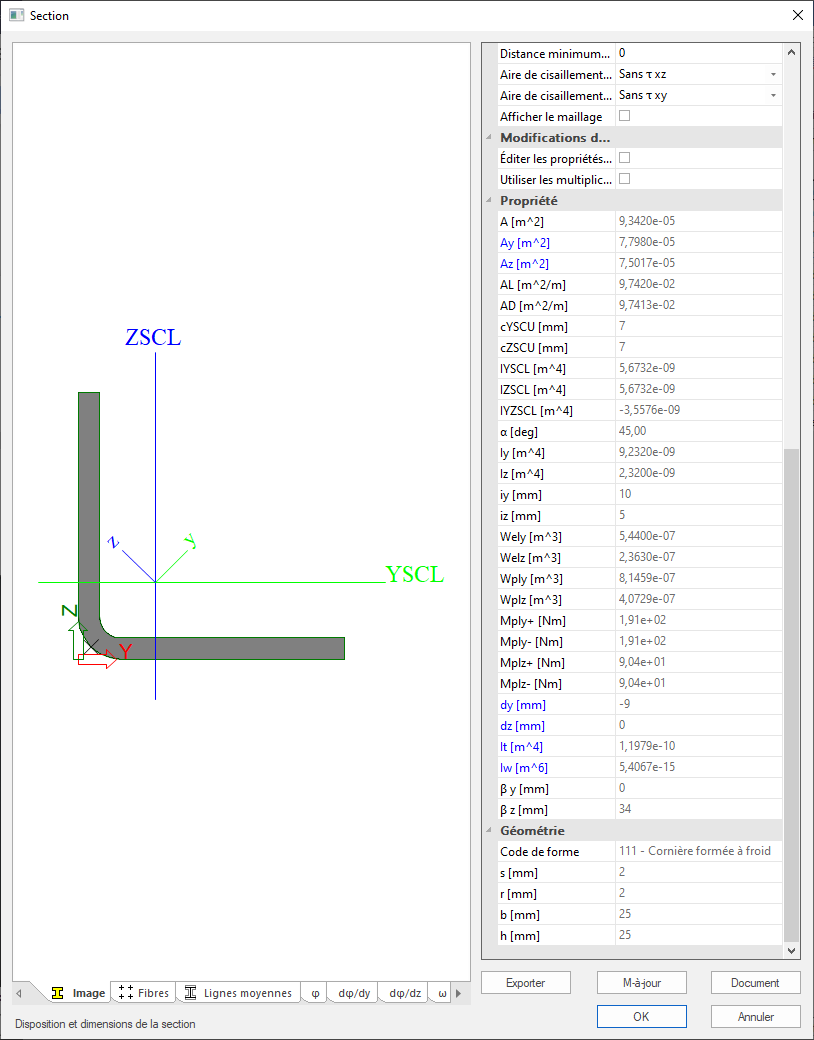 Section
Distance minimum... 0
Aire de cisaillement... Sans τ xz
Aire de cisaillement... Sans τ xy
Afficher le maillage
Modifications d...
Éditer les propriétés...
Utiliser les multiplic...
Propriété
A [m^2] 9,3420e-05
Ay [m^2] 7,7980e-05
Az [m^2] 7,5017e-05
AL [m^2/m] 9,7420e-02
AD [m^2/m] 9,7413e-02
cYSCU [mm] 7
cZSCU [mm] 7
IYSCL [m^4] 5,6732e-09
IZSCL [m^4] 5,6732e-09
IYZSCL [m^4] -3,5576e-09
α [deg] 45,00
Iy [m^4] 9,2320e-09
Iz [m^4] 2,3200e-09
iy [mm] 10
iz [mm] 5
Wely [m^3] 5,4400e-07
Welz [m^3] 2,3630e-07
Wply [m^3] 8,1459e-07
Wplz [m^3] 4,0729e-07
Mply+ [Nm] 1,91e+02
Mply- [Nm] 1,91e+02
Mplz+ [Nm] 9,04e+01
Mplz- [Nm] 9,04e+01
dy [mm] -9
dz [mm] 0
It [m^4] 1,1979e-10
Iw [m^6] 5,4067e-15
β y [mm] 0
β z [mm] 34
Géométrie
Code de forme 111 - Cornière formée à froid
s [mm] 2
r [mm] 2
b [mm] 25
h [mm] 25
ZSCL
z
y
YSCL
Z
Y
Image Fibres Lignes moyennes φ dφ/dy dφ/dz ω
Exporter M-à-jour Document
OK Annuler
Disposition et dimensions de la section